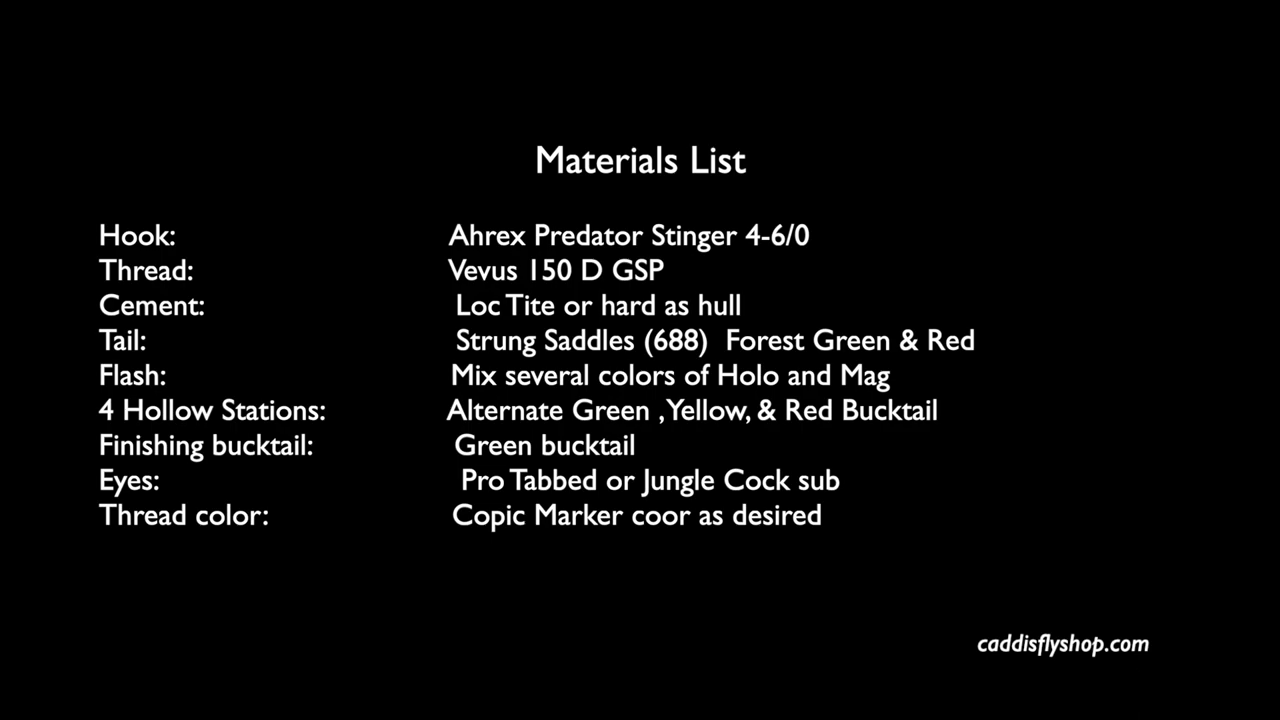 Materials List
Hook: Ahrex Predator Stinger 4-6/0
Thread: Vevus 150 D GSP
Cement: Loc Tite or hard as hull
Tail: Strung Saddles (688) Forest Green & Red
Flash: Mix several colors of Holo and Mag
4 Hollow Stations: Alternate Green , Yellow, & Red Bucktail
Finishing bucktail: Green bucktail
Eyes: Pro Tabbed or Jungle Cock sub
Thread color: Copic Marker coor as desired
caddisflyshop.com